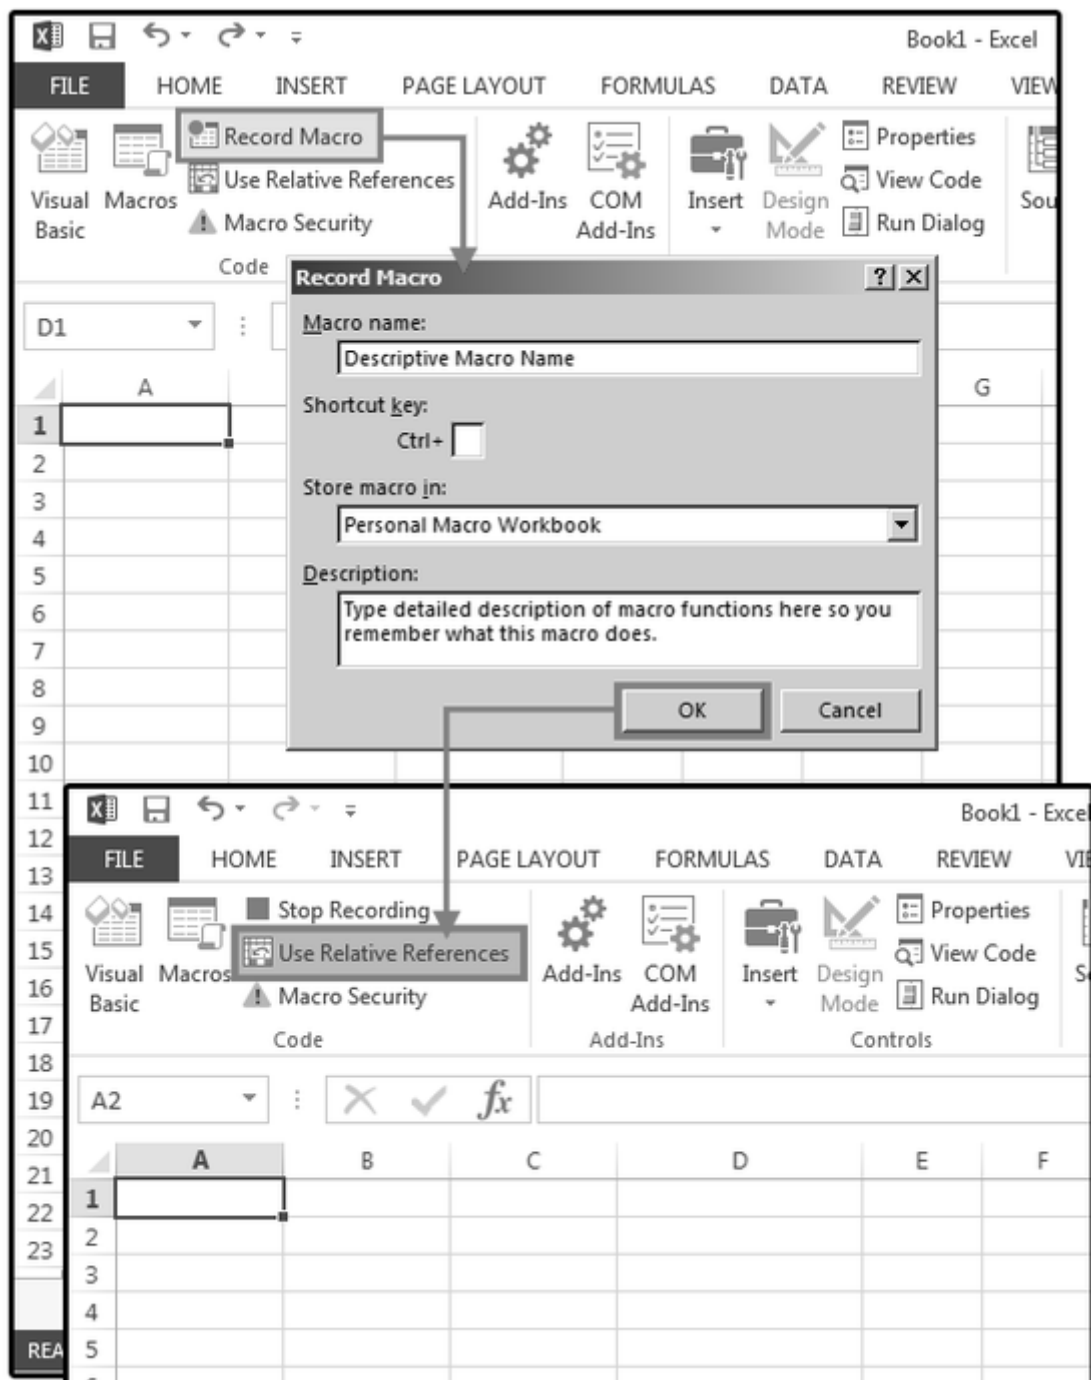 Book1 - Excel
FILE HOME INSERT PAGE LAYOUT FORMULAS DATA REVIEW VIEW
Record Macro
Use Relative References
Macro Security
Visual Basic
Macros
Code
Add-Ins
COM Add-Ins
Insert
Design Mode
Properties
View Code
Run Dialog
Sou
Record Macro
Macro name:
Descriptive Macro Name
Shortcut key:
Ctrl+
Store macro in:
Personal Macro Workbook
Description:
Type detailed description of macro functions here so you
remember what this macro does.
OK Cancel
D1
A G
1
2
3
4
5
6
7
8
9
10
11
12
13
14
15
16
17
18
19
20
21
22
23
REA
Book1 - Excel
FILE HOME INSERT PAGE LAYOUT FORMULAS DATA REVIEW VIE
Stop Recording
Use Relative References
Macro Security
Visual Basic
Macros
Code
Add-Ins
COM Add-Ins
Add-Ins
Insert
Design Mode
Properties
View Code
Run Dialog
Controls
S
A2
fx
A B C D E F
1
2
3
4
5